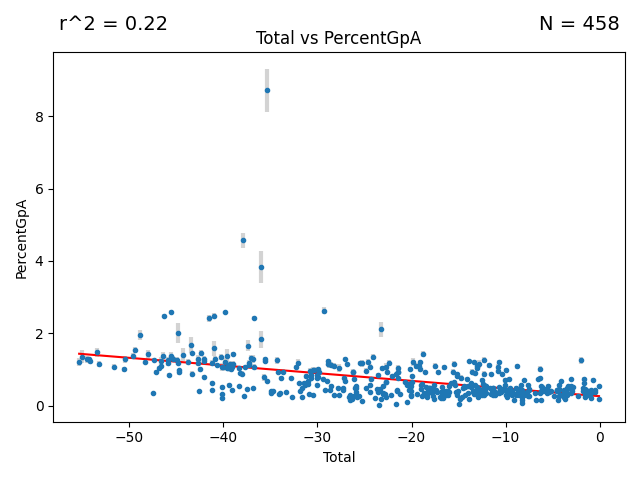 r^2 = 0.22
N = 458
Total vs PercentGpA
PercentGpA
8
6
4
2
0
−50
−40
−30
−20
−10
0
Total